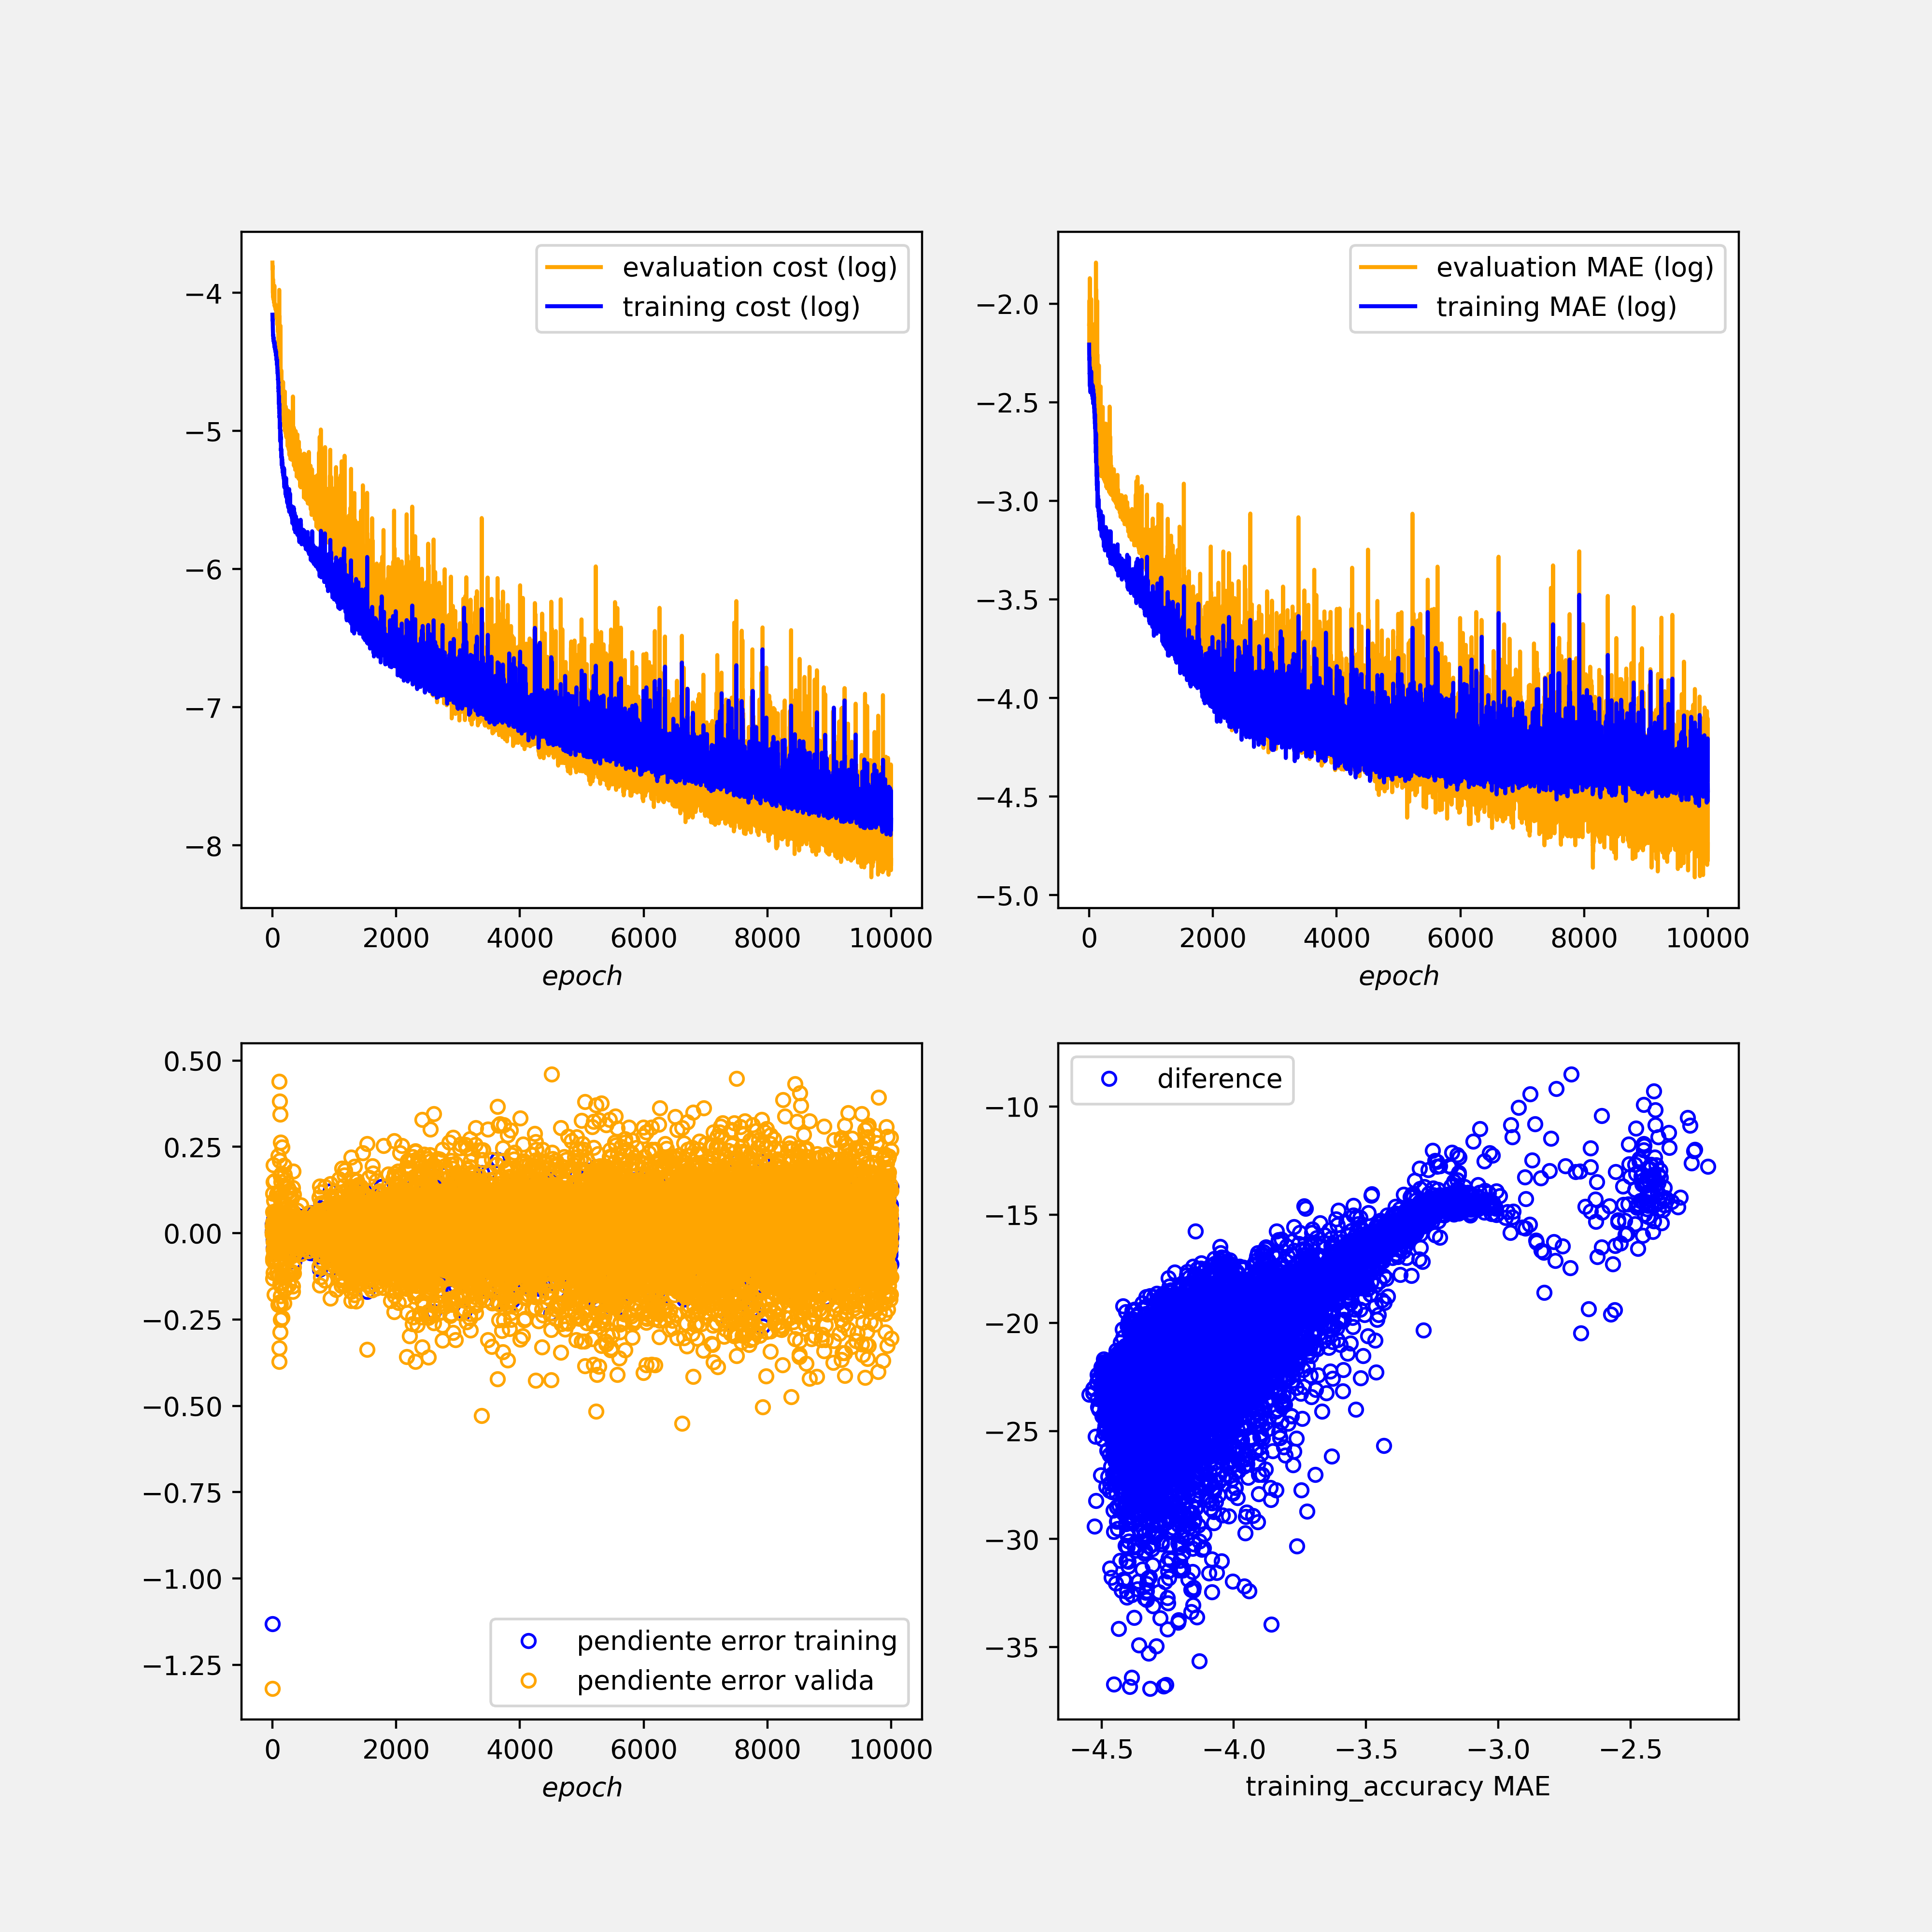 evaluation cost (log)
training cost (log)
−4
−5
−6
−7
−8
0 2000 4000 6000 8000 10000
epoch
evaluation MAE (log)
training MAE (log)
−2.0
−2.5
−3.0
−3.5
−4.0
−4.5
−5.0
0 2000 4000 6000 8000 10000
epoch
0.50
0.25
0.00
−0.25
−0.50
−0.75
−1.00
−1.25
pendiente error training
pendiente error valida
0 2000 4000 6000 8000 10000
epoch
diference
−10
−15
−20
−25
−30
−35
−4.5 −4.0 −3.5 −3.0 −2.5
training_accuracy MAE